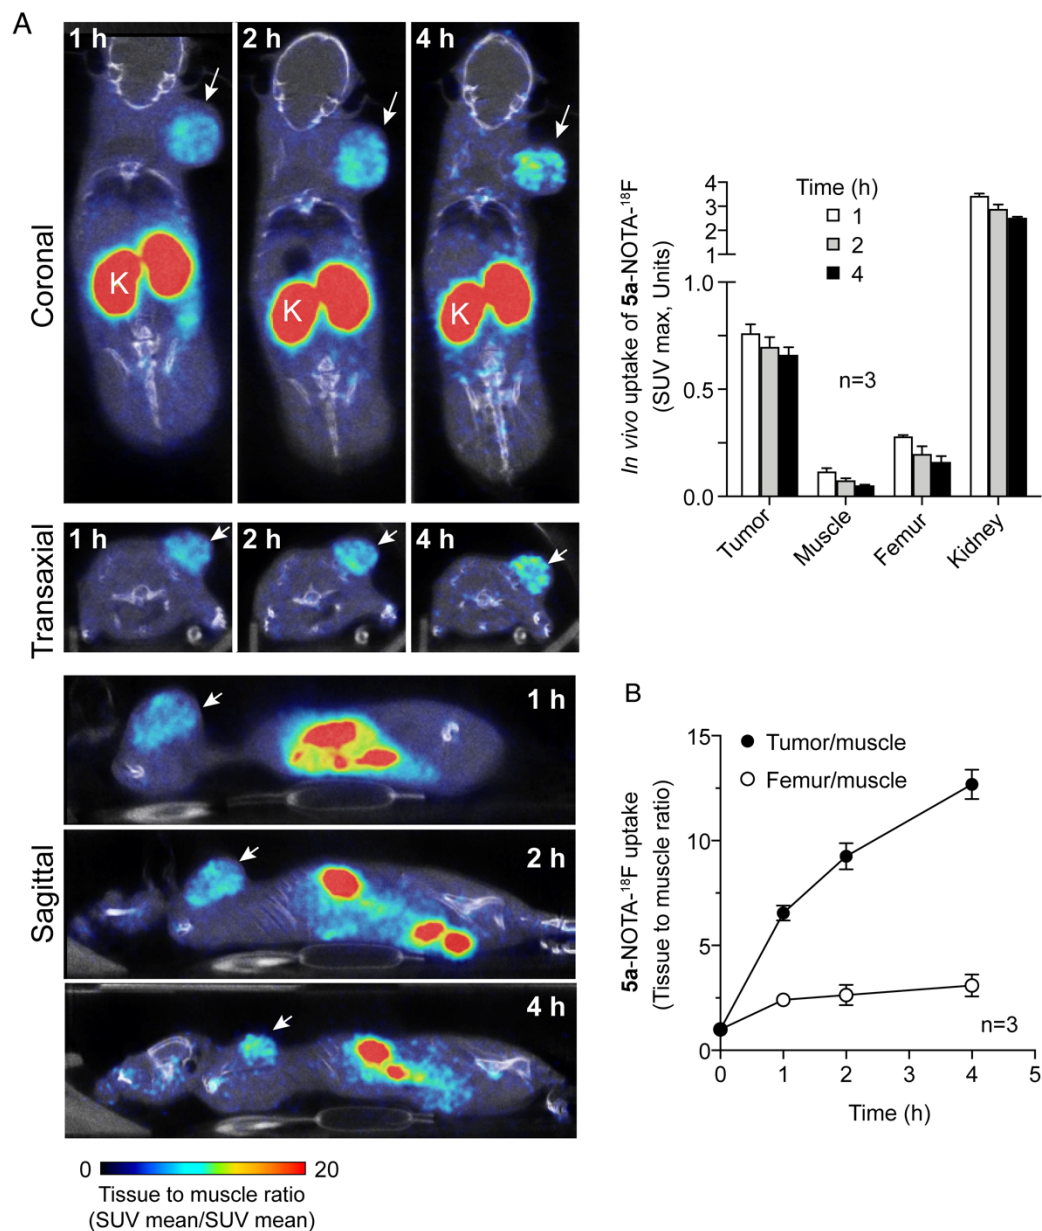 A
1 h
2 h
4 h
Coronal
K
K
K
1 h
2 h
4 h
Transaxial
1 h
2 h
4 h
Sagittal
0
20
Tissue to muscle ratio
(SUV mean/SUV mean)
In vivo uptake of 5a-NOTA-¹⁸F
(SUV max, Units)
4
3
2
1
1.0
0.5
0.0
Time (h)
1
2
4
n=3
Tumor
Muscle
Femur
Kidney
B
5a-NOTA-¹⁸F uptake
(Tissue to muscle ratio)
15
10
5
0
Tumor/muscle
Femur/muscle
n=3
0 1 2 3 4 5
Time (h)